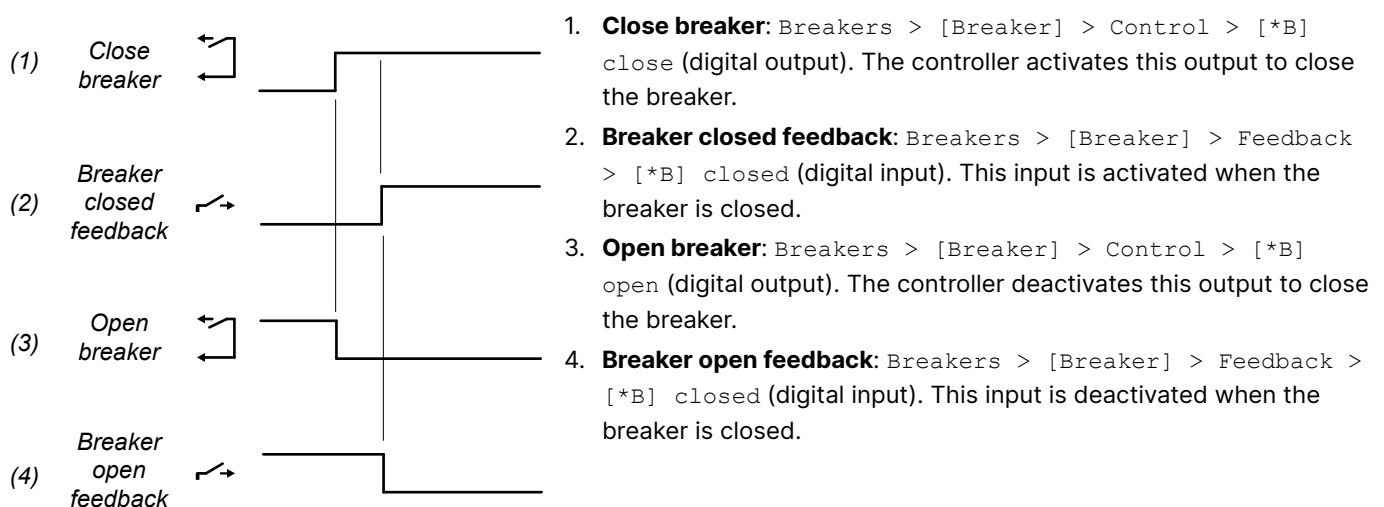 (1)
Close
breaker
(2)
Breaker
closed
feedback
(3)
Open
breaker
(4)
Breaker
open
feedback
1. Close breaker: Breakers > [Breaker] > Control > [*B]
close (digital output). The controller activates this output to close
the breaker.
2. Breaker closed feedback: Breakers > [Breaker] > Feedback
> [*B] closed (digital input). This input is activated when the
breaker is closed.
3. Open breaker: Breakers > [Breaker] > Control > [*B]
open (digital output). The controller deactivates this output to close
the breaker.
4. Breaker open feedback: Breakers > [Breaker] > Feedback >
[*B] closed (digital input). This input is deactivated when the
breaker is closed.